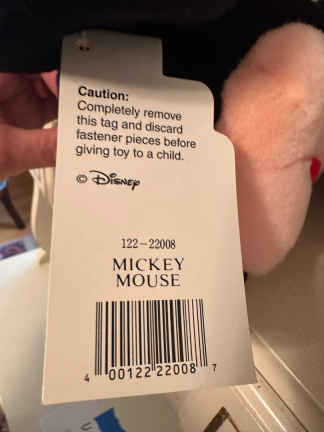 Caution:
Completely remove
this tag and discard
fastener pieces before
giving toy to a child.
© Disney
122-22008
MICKEY
MOUSE
4 00122 22008 7